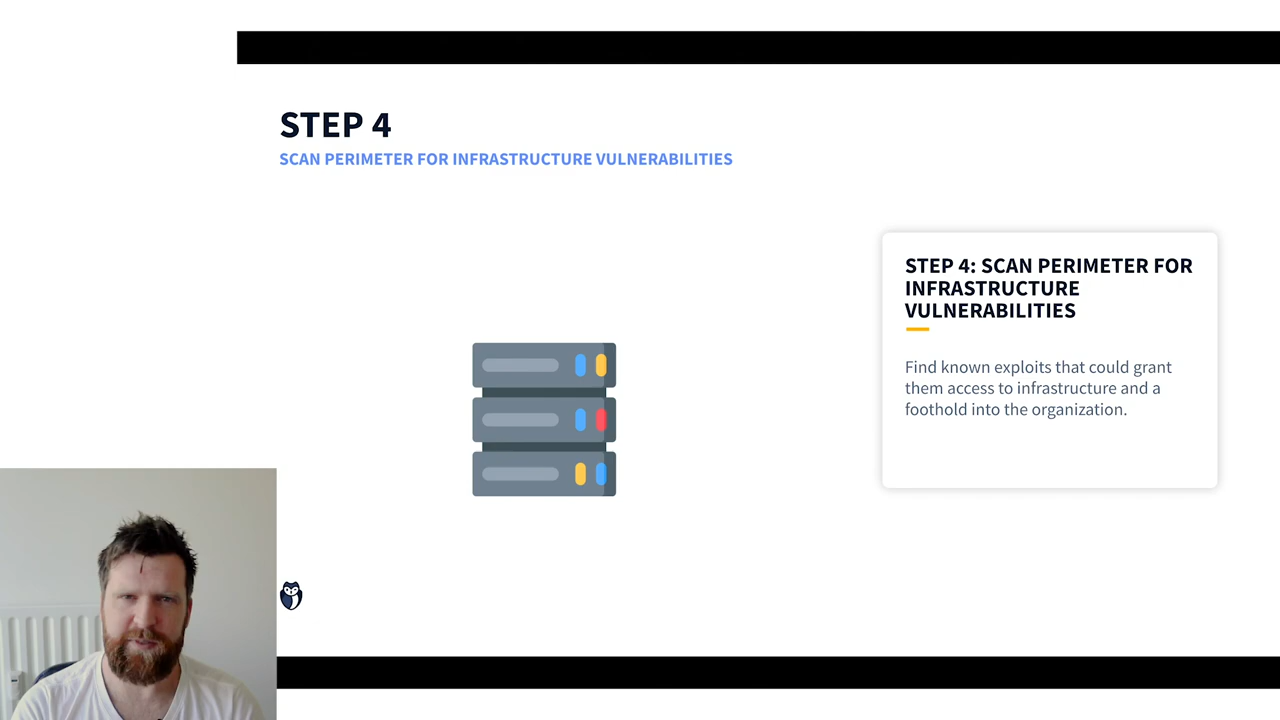 STEP 4
SCAN PERIMETER FOR INFRASTRUCTURE VULNERABILITIES
STEP 4: SCAN PERIMETER FOR
INFRASTRUCTURE
VULNERABILITIES
Find known exploits that could grant
them access to infrastructure and a
foothold into the organization.